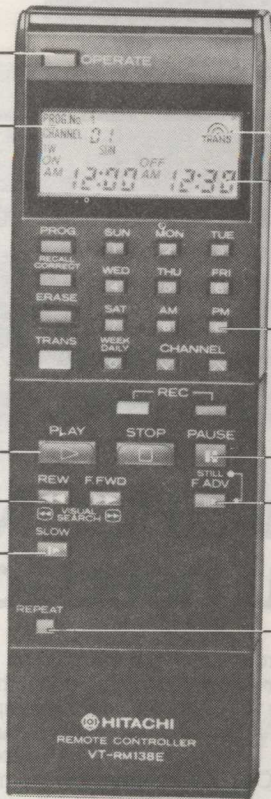 OPERATE
PROG.No 1
CHANNEL 01
TRANS
1W SUN
ON OFF
AM 12:00 AM 12:30
PROG. SUN MON TUE
RECALL
CORRECT
WED THU FRI
ERASE
SAT AM PM
TRANS WEEK
DAILY CHANNEL
REC
PLAY STOP PAUSE
STILL
REW F.FWD F.ADV
VISUAL
SEARCH
SLOW
REPEAT
HITACHI
REMOTE CONTROLLER
VT-RM138E